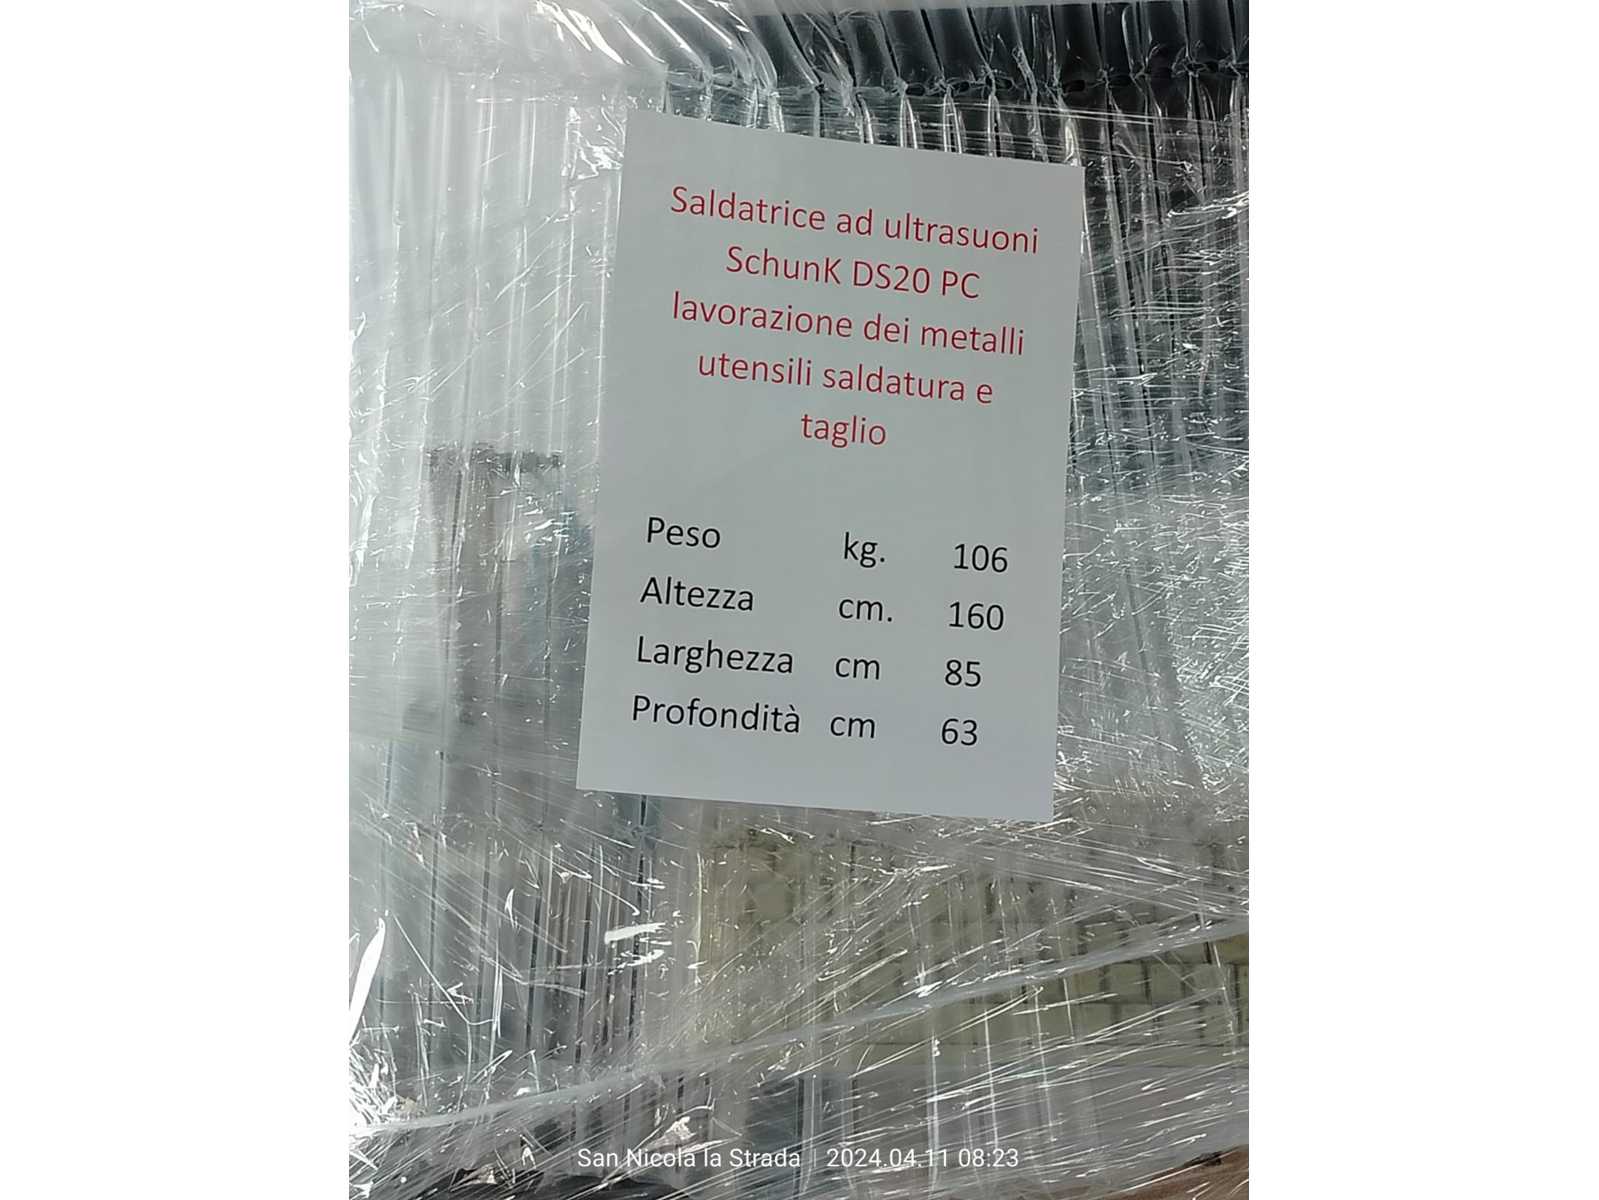 Saldatrice ad ultrasuoni
SchunK DS20 PC
lavorazione dei metalli
utensili saldatura e
taglio
Peso kg. 106
Altezza cm. 160
Larghezza cm 85
Profondità cm 63
San Nicola la Strada | 2024.04.11 08:23